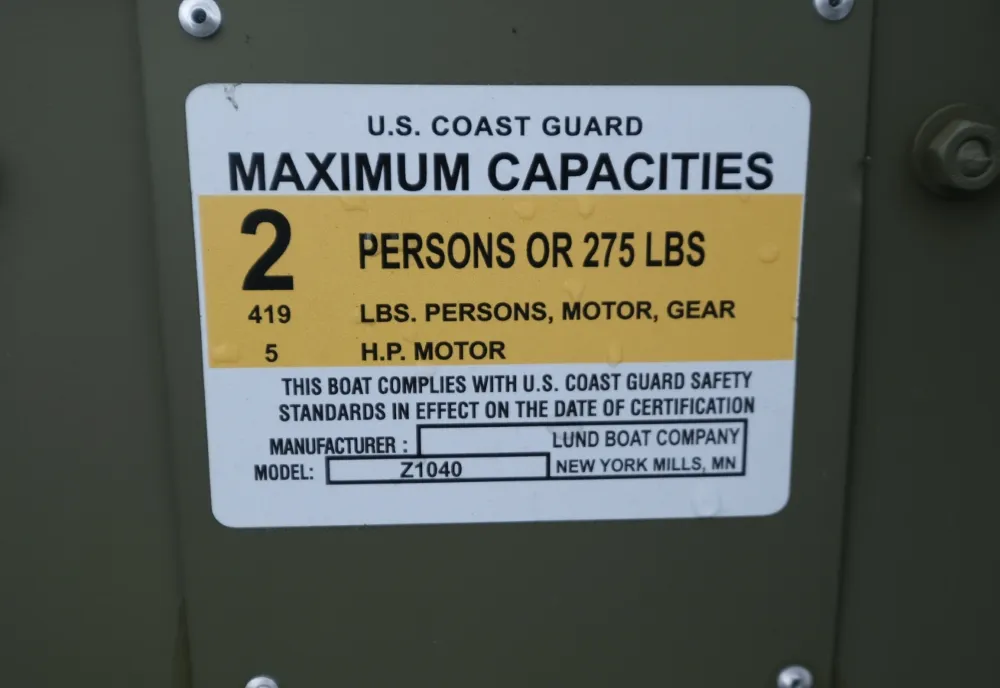 U.S. COAST GUARD
MAXIMUM CAPACITIES
2 PERSONS OR 275 LBS
419 LBS. PERSONS, MOTOR, GEAR
5 H.P. MOTOR
THIS BOAT COMPLIES WITH U.S. COAST GUARD SAFETY
STANDARDS IN EFFECT ON THE DATE OF CERTIFICATION
MANUFACTURER : LUND BOAT COMPANY
MODEL: Z1040 NEW YORK MILLS, MN